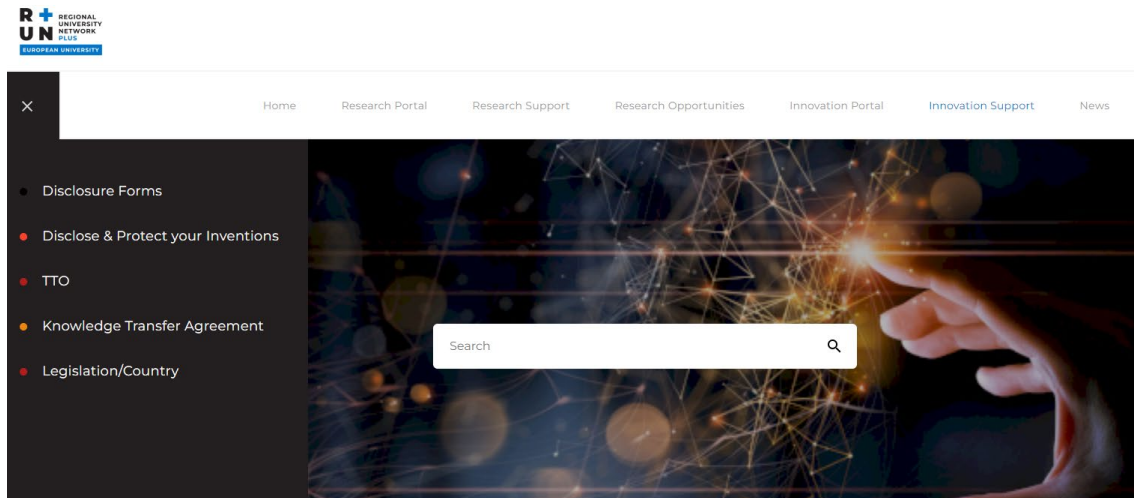 R+ REGIONAL
UNIVERSITY
UN NETWORK
PLUS
EUROPEAN UNIVERSITY
Home Research Portal Research Support Research Opportunities Innovation Portal Innovation Support News
Disclosure Forms
Disclose & Protect your Inventions
TTO
Knowledge Transfer Agreement
Legislation/Country
Search